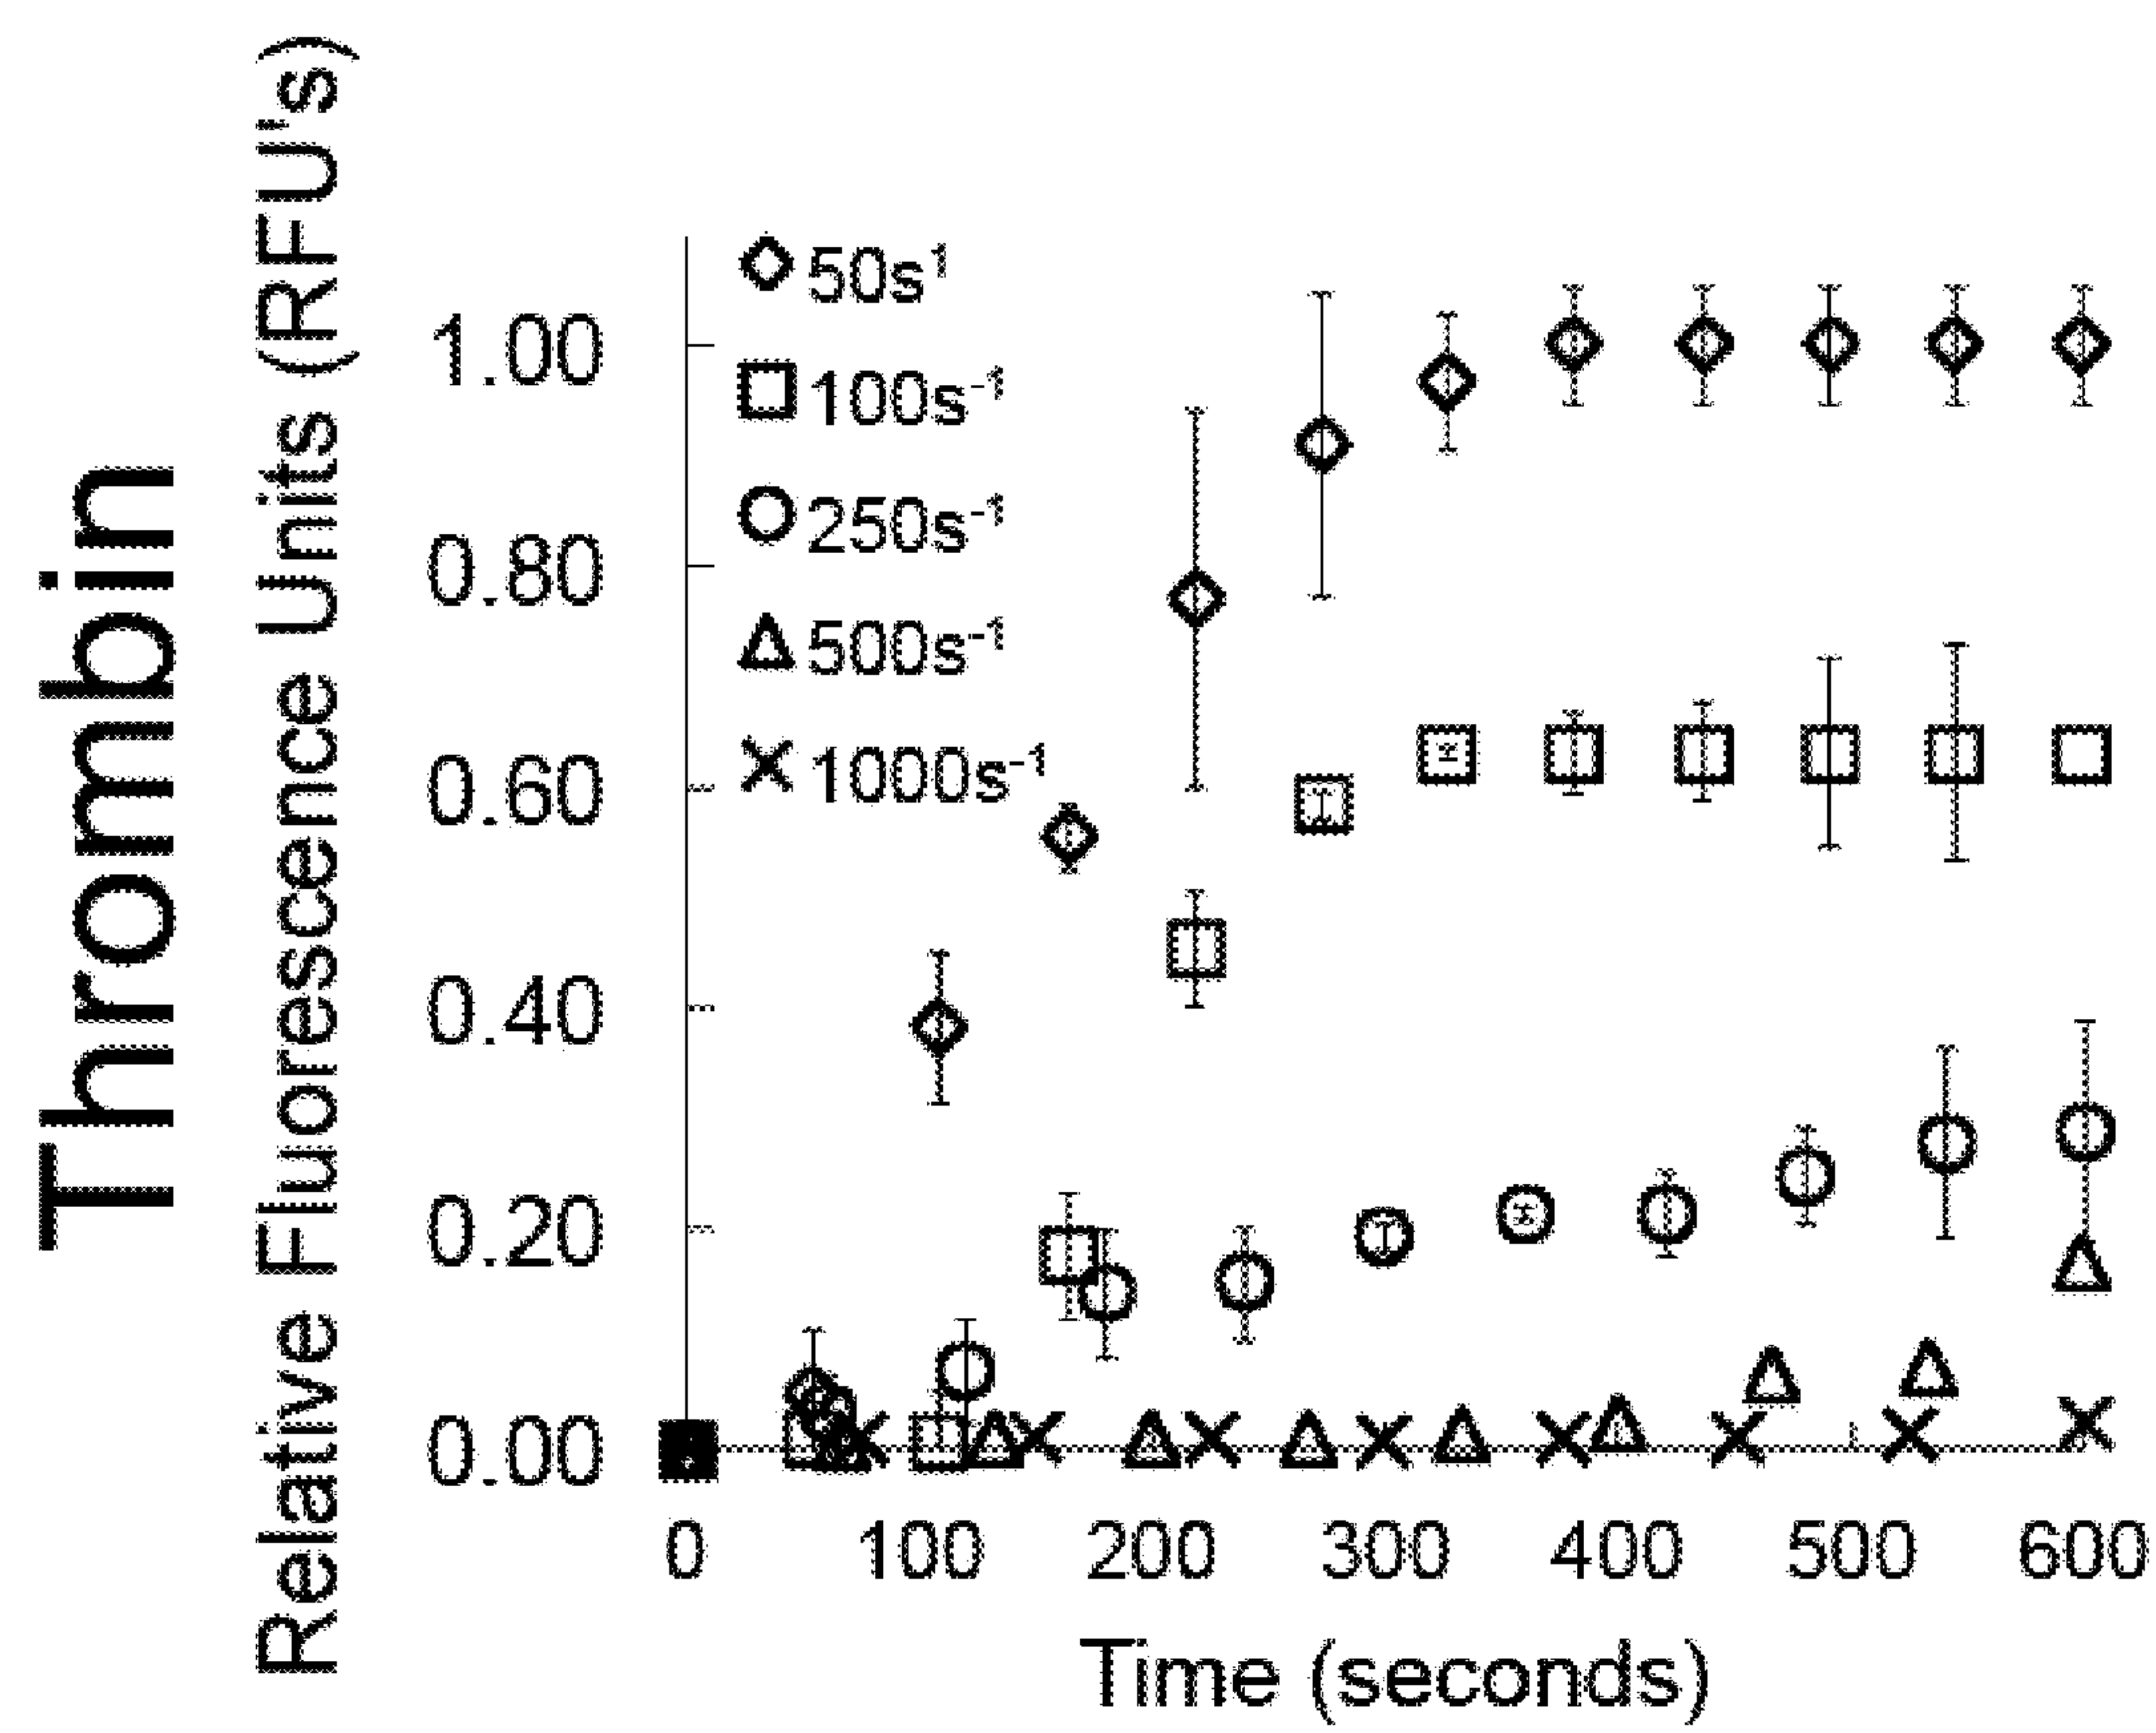 Thrombin
Relative Fluorescence Units (RFU's)
1.00
0.80
0.60
0.40
0.20
0.00
50s¹
100s⁻¹
250s⁻¹
500s⁻¹
1000s⁻¹
0 100 200 300 400 500 600
Time (seconds)